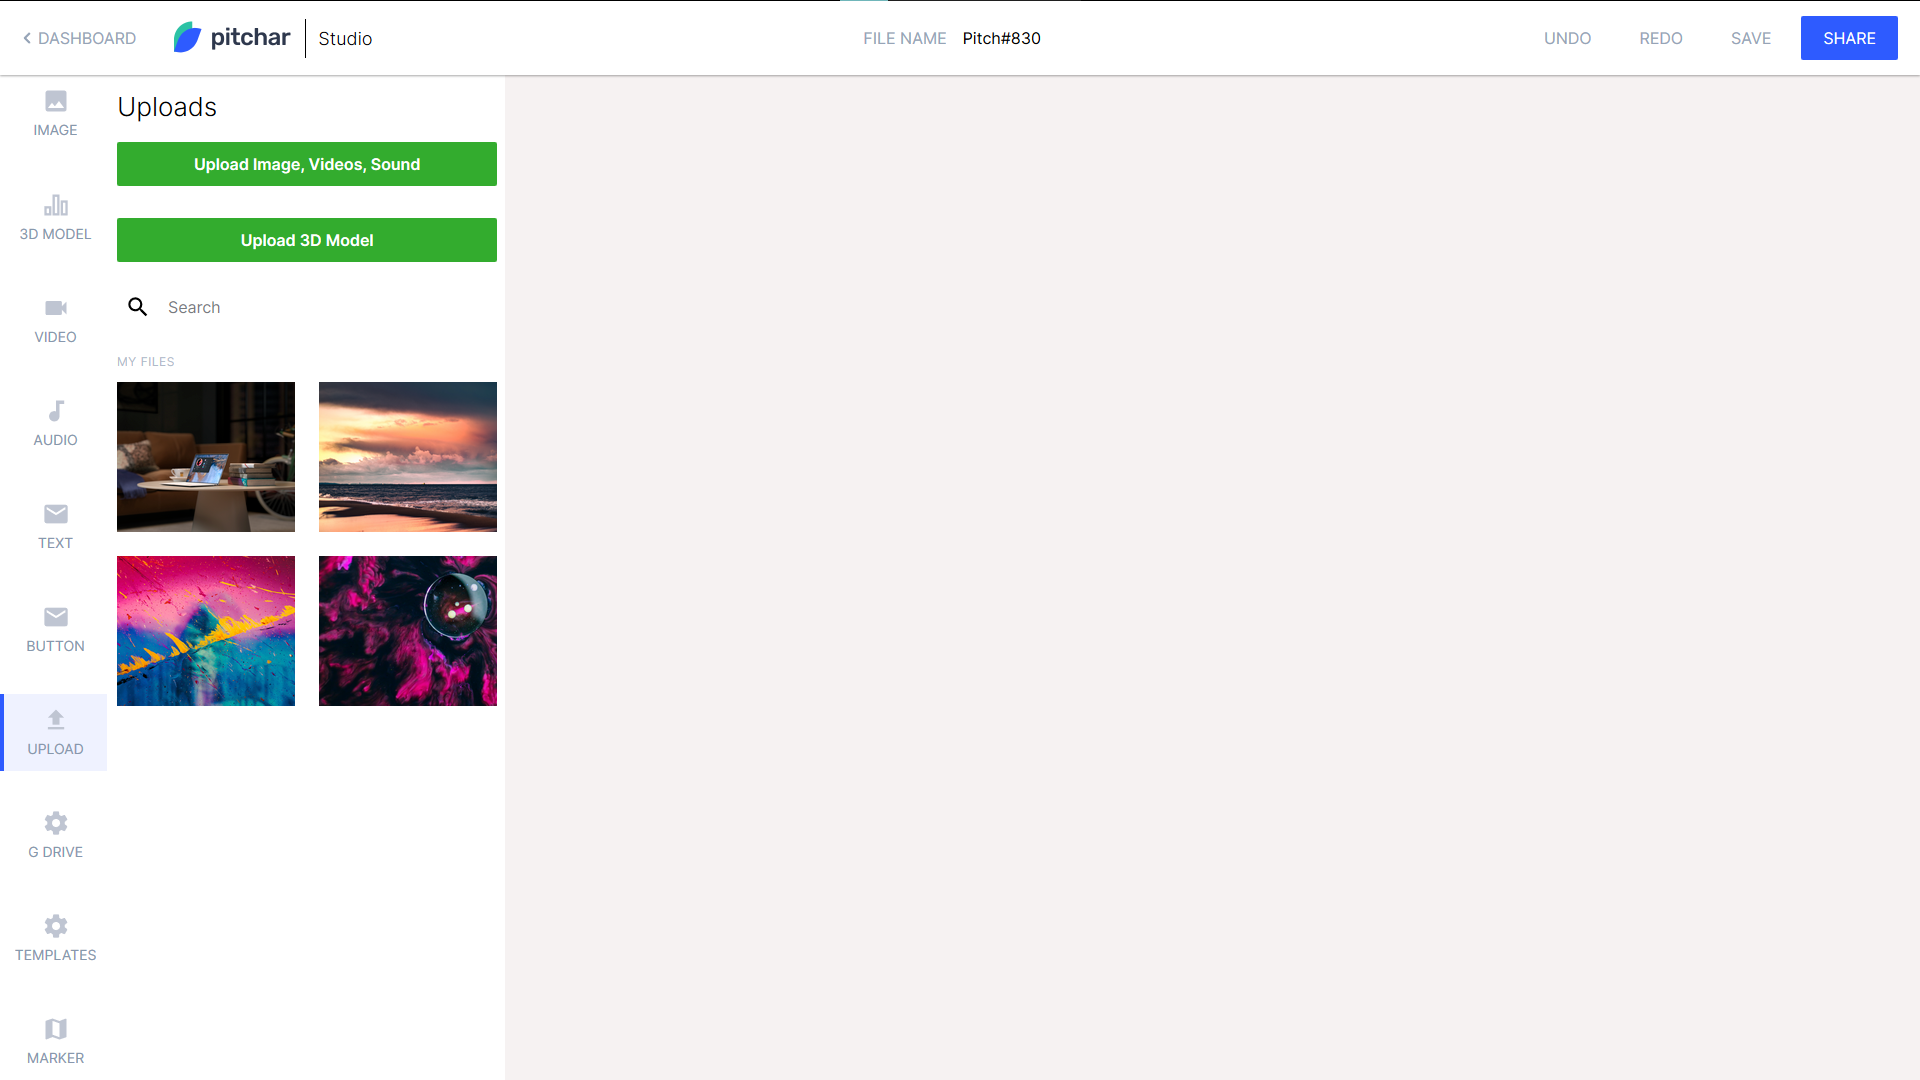 DASHBOARD
pitchar
Studio
FILE NAME Pitch#830
UNDO
REDO
SAVE
SHARE
IMAGE
3D MODEL
VIDEO
AUDIO
TEXT
BUTTON
UPLOAD
G DRIVE
TEMPLATES
MARKER
Uploads
Upload Image, Videos, Sound
Upload 3D Model
Search
MY FILES